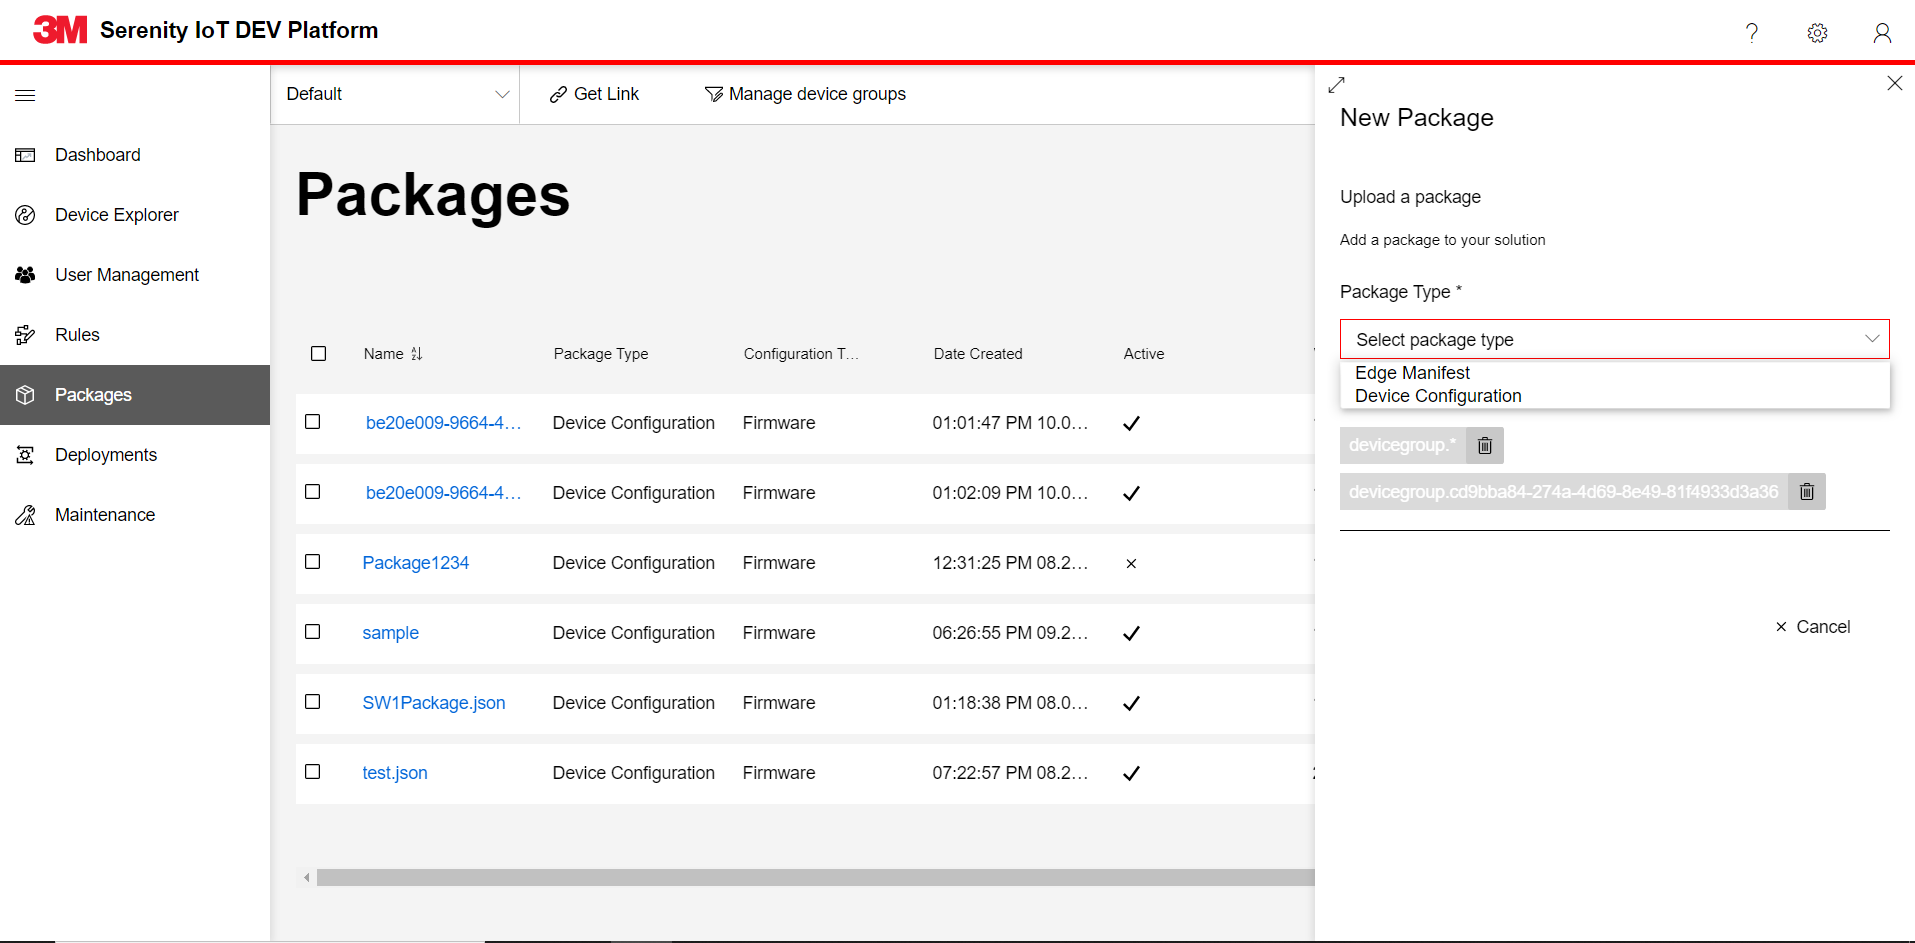 3M Serenity IoT DEV Platform
Default
Get Link
Manage device groups
Dashboard
Device Explorer
User Management
Rules
Packages
Deployments
Maintenance
Packages
Name Package Type Configuration T... Date Created Active
be20e009-9664-4... Device Configuration Firmware 01:01:47 PM 10.0...
be20e009-9664-4... Device Configuration Firmware 01:02:09 PM 10.0...
Package1234 Device Configuration Firmware 12:31:25 PM 08.2...
sample Device Configuration Firmware 06:26:55 PM 09.2...
SW1Package.json Device Configuration Firmware 01:18:38 PM 08.0...
test.json Device Configuration Firmware 07:22:57 PM 08.2...
New Package
Upload a package
Add a package to your solution
Package Type *
Select package type
Edge Manifest
Device Configuration
devicegroup.*
devicegroup.cd9bba84-274a-4d69-8e49-81f4933d3a36
Cancel